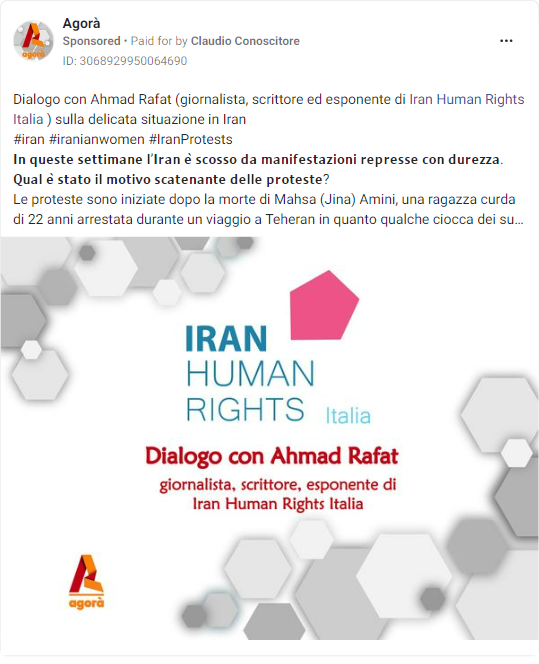 Agorà
Sponsored • Paid for by Claudio Conoscitore
ID: 3068929950064690
Dialogo con Ahmad Rafat (giornalista, scrittore ed esponente di Iran Human Rights
Italia ) sulla delicata situazione in Iran
#iran #iranianwomen #IranProtests
In queste settimane l'Iran è scosso da manifestazioni represse con durezza.
Qual è stato il motivo scatenante delle proteste?
Le proteste sono iniziate dopo la morte di Mahsa (Jina) Amini, una ragazza curda
di 22 anni arrestata durante un viaggio a Teheran in quanto qualche ciocca dei su...
IRAN
HUMAN
RIGHTS Italia
Dialogo con Ahmad Rafat
giornalista, scrittore, esponente di
Iran Human Rights Italia
agorà